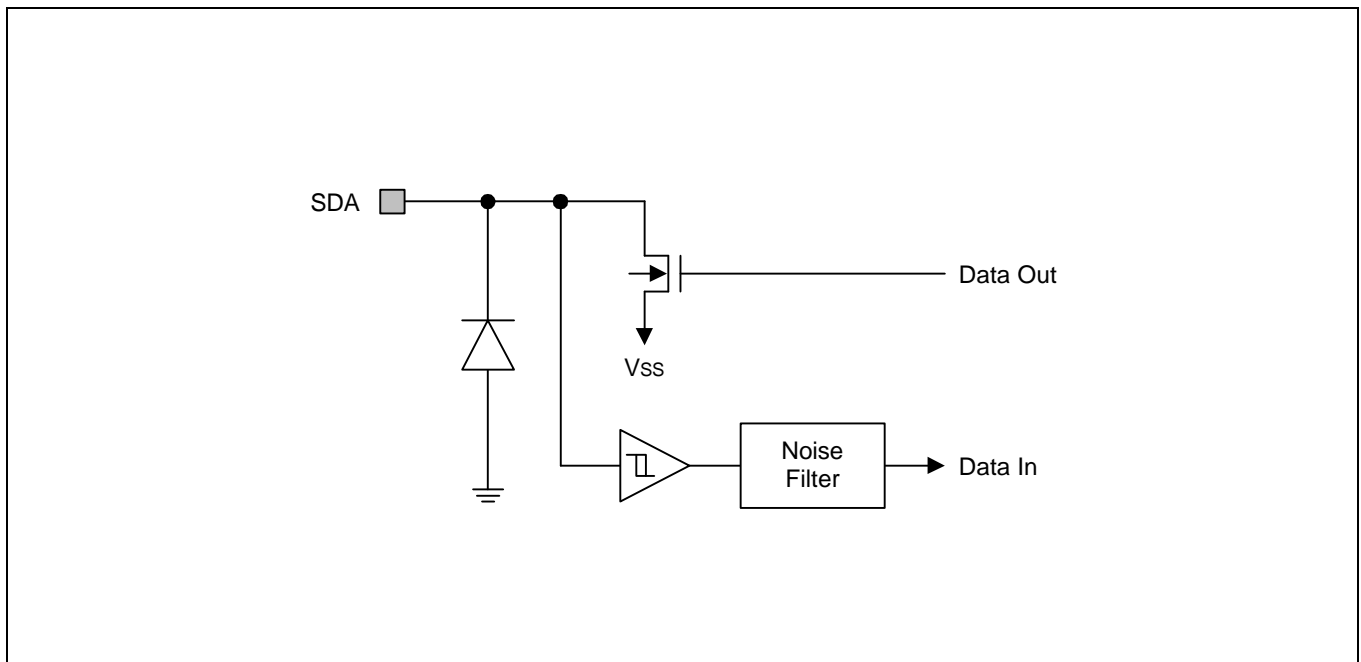 SDA
Data Out
VSS
Noise
Filter
Data In